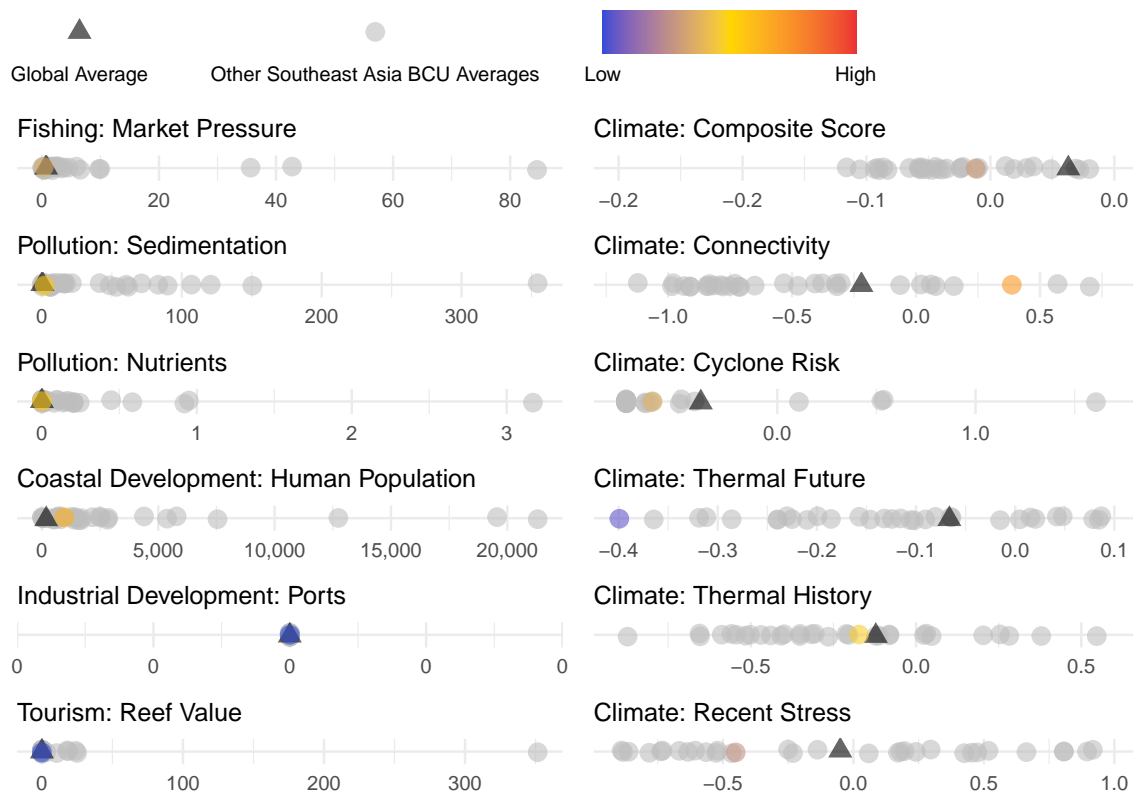 Global Average
Other Southeast Asia BCU Averages
Low
High
Fishing: Market Pressure
0 20 40 60 80
Pollution: Sedimentation
0 100 200 300
Pollution: Nutrients
0 1 2 3
Coastal Development: Human Population
0 5,000 10,000 15,000 20,000
Industrial Development: Ports
0 0 0 0 0
Tourism: Reef Value
0 100 200 300
Climate: Composite Score
−0.2 −0.2 −0.1 0.0 0.0
Climate: Connectivity
−1.0 −0.5 0.0 0.5
Climate: Cyclone Risk
0.0 1.0
Climate: Thermal Future
−0.4 −0.3 −0.2 −0.1 0.0 0.1
Climate: Thermal History
−0.5 0.0 0.5
Climate: Recent Stress
−0.5 0.0 0.5 1.0